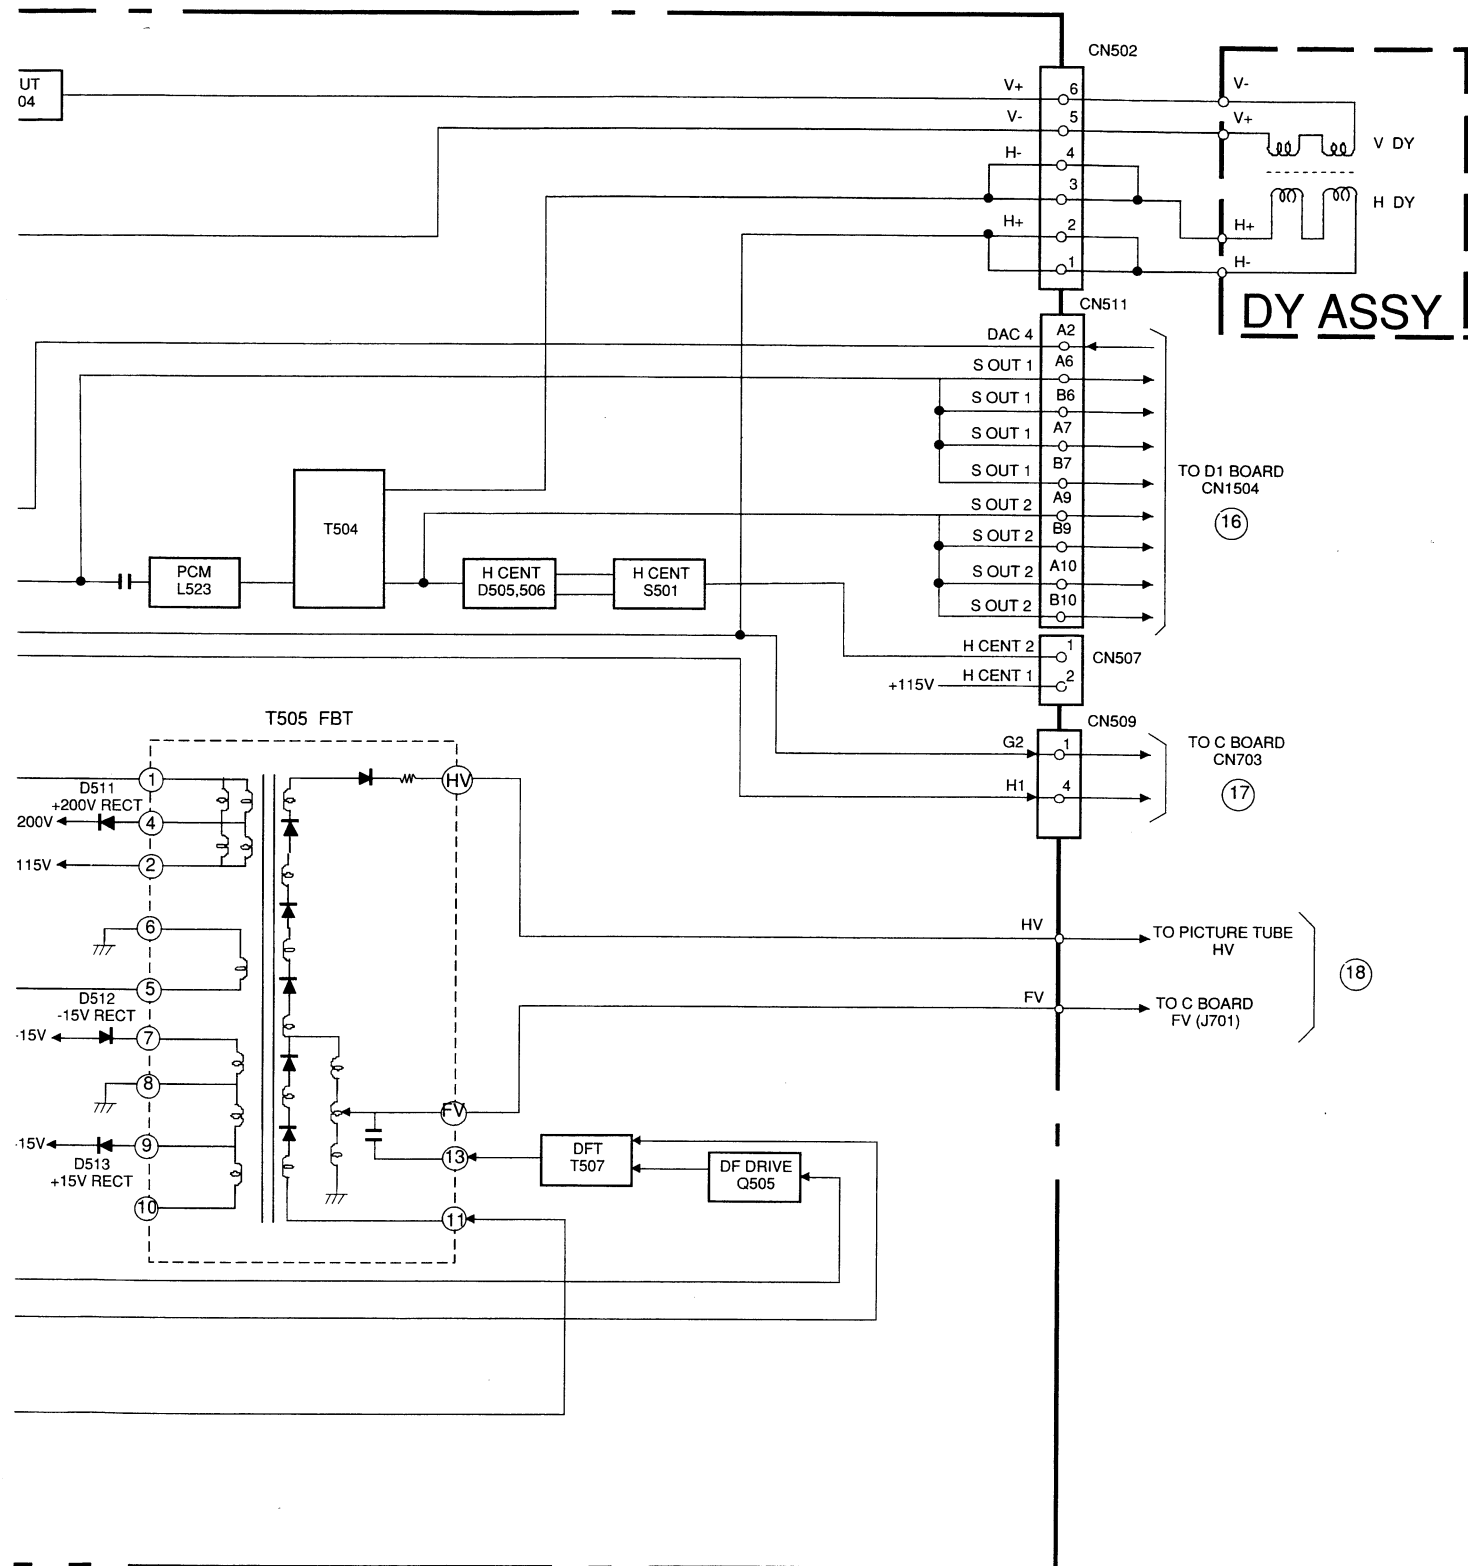 CN502
UT
04
V+
6
V-
V-
5
V+
V DY
H-
4
3
H DY
H+
2
H+
1
H-
CN511
DY ASSY
DAC 4
A2
S OUT 1
A6
S OUT 1
B6
S OUT 1
A7
S OUT 1
B7
S OUT 2
A9
S OUT 2
B9
S OUT 2
A10
S OUT 2
B10
TO D1 BOARD
CN1504
16
T504
PCM
L523
H CENT
D505,506
H CENT
S501
H CENT 2
1
CN507
+115V
H CENT 1
2
T505 FBT
CN509
G2
1
TO C BOARD
CN703
17
H1
4
1
HV
D511
+200V RECT
200V
4
115V
2
6
5
HV
TO PICTURE TUBE
HV
18
D512
-15V RECT
-15V
7
FV
TO C BOARD
FV (J701)
8
FV
15V
9
D513
+15V RECT
13
DFT
T507
DF DRIVE
Q505
10
11